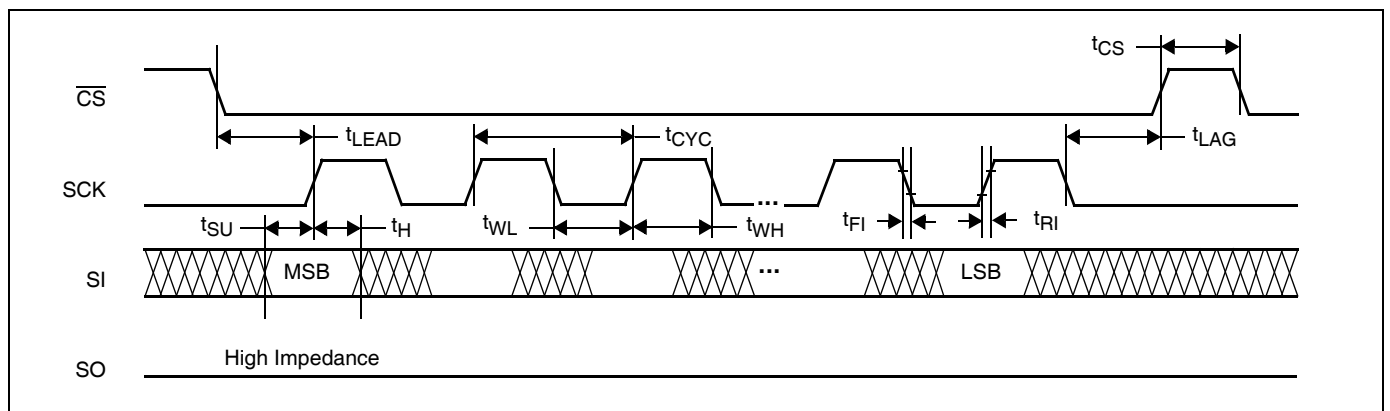 tCS
CS
tLEAD
tCYC
tLAG
SCK
...
tSU
tH
tWL
tWH
tFI
tRI
SI
MSB
...
LSB
High Impedance
SO